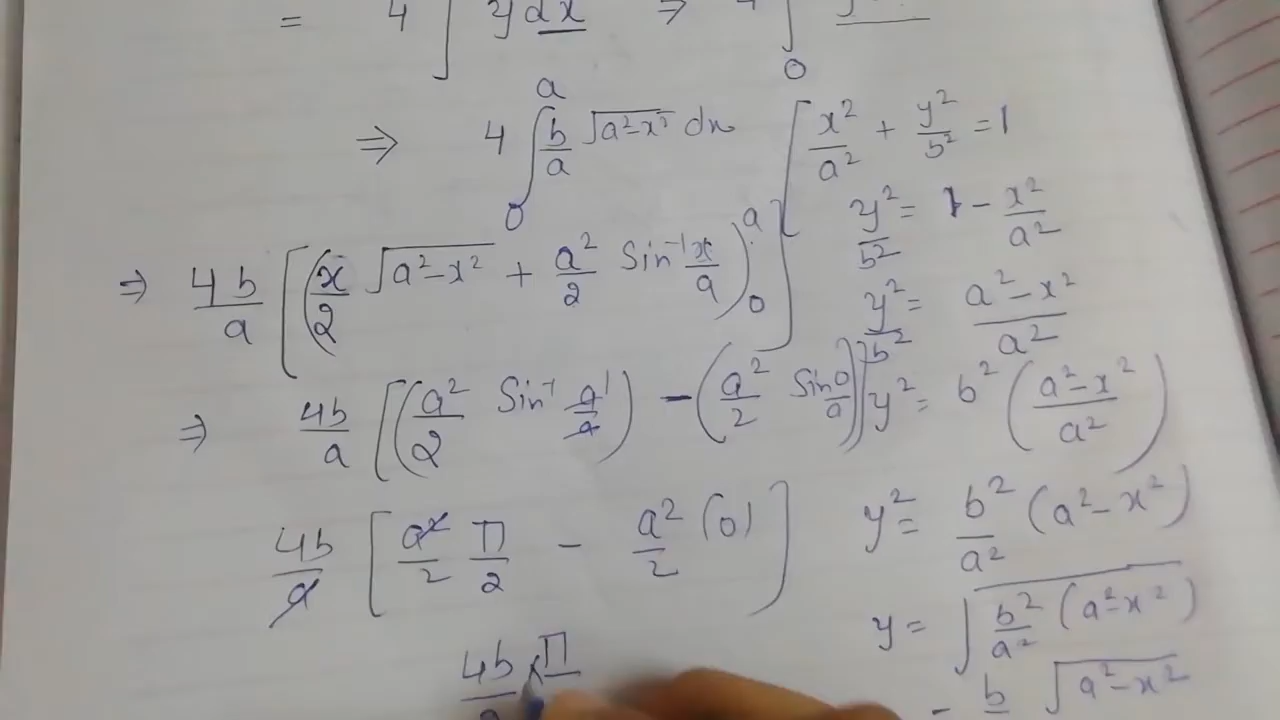 = 4 ∫ y dx ⇒ 4 ∫₀
⇒ 4 ∫₀ᵃ b/a √(a²-x²) dx
⇒ 4b/a [(x/2 √(a²-x²) + a²/2 Sin⁻¹ x/a)₀ᵃ]
⇒ 4b/a [(a²/2 Sin⁻¹ a/a 1) - (a²/2 Sin 0/a)]
4b/a [a²/2 π/2 - a²/2 (0)]
4b/a × π
[x²/a² + y²/b² = 1
y²/b² = 1 - x²/a²
y²/b² = (a²-x²)/a²
y² = b² ((a²-x²)/a²)
y² = b²/a² (a²-x²)
y = √(b²/a² (a²-x²))
b √(a²-x²)